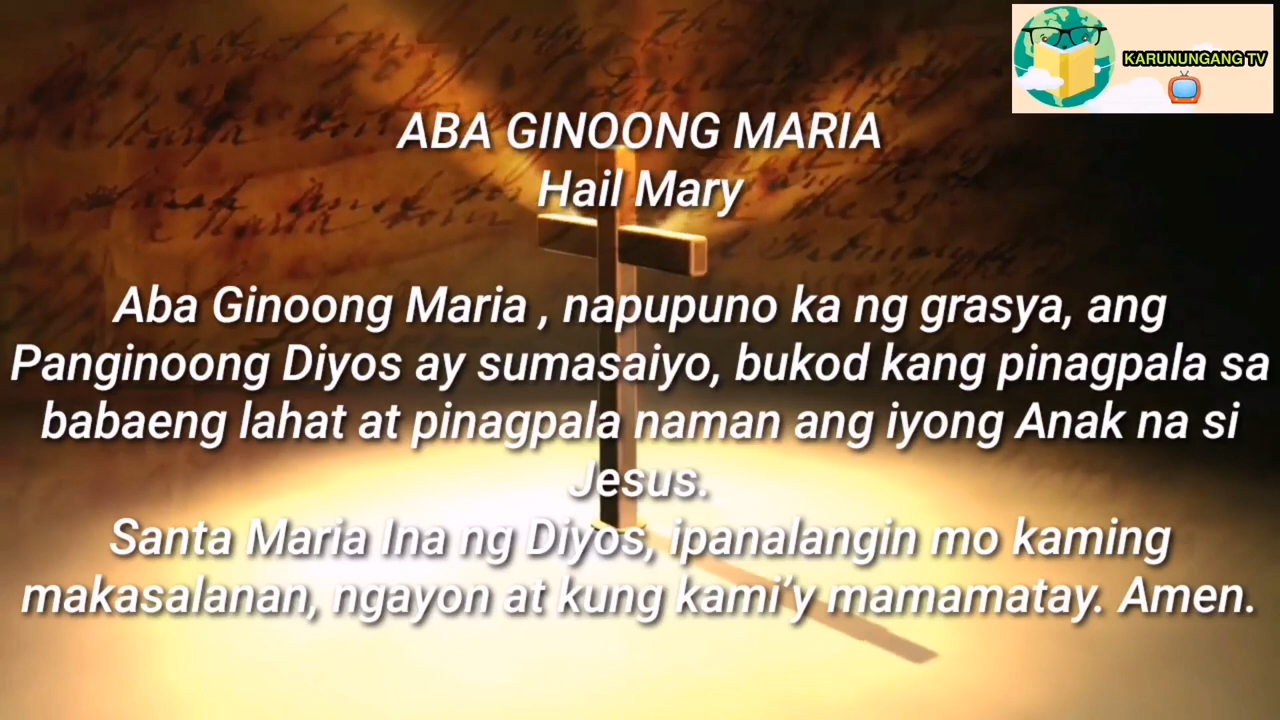 KARUNUNGANG TV
ABA GINOONG MARIA
Hail Mary
Aba Ginoong Maria , napupuno ka ng grasya, ang
Panginoong Diyos ay sumasaiyo, bukod kang pinagpala sa
babaeng lahat at pinagpala naman ang iyong Anak na si
Jesus.
Santa Maria Ina ng Diyos, ipanalangin mo kaming
makasalanan, ngayon at kung kami’y mamamatay. Amen.